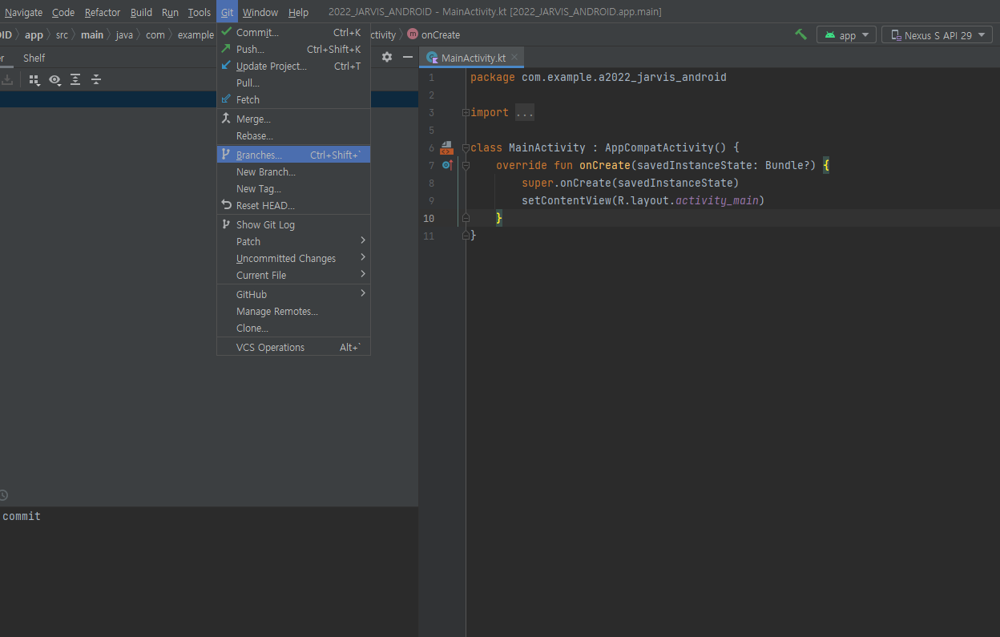 Navigate Code Refactor Build Run Tools Git Window Help 2022_JARVIS_ANDROID - MainActivity.kt [2022_JARVIS_ANDROID.app.main]
OID app src main java com example ctivity m onCreate app Nexus S API 29
r Shelf
MainActivity.kt
Commit... Ctrl+K
Push... Ctrl+Shift+K
Update Project... Ctrl+T
Pull...
Fetch
Merge...
Rebase...
Branches... Ctrl+Shift+`
New Branch...
New Tag...
Reset HEAD...
Show Git Log
Patch
Uncommitted Changes
Current File
GitHub
Manage Remotes...
Clone...
VCS Operations Alt+`
commit
1 package com.example.a2022_jarvis_android
2
3 import ...
5
6 class MainActivity : AppCompatActivity() {
7 override fun onCreate(savedInstanceState: Bundle?) {
8 super.onCreate(savedInstanceState)
9 setContentView(R.layout.activity_main)
10 }
11 }